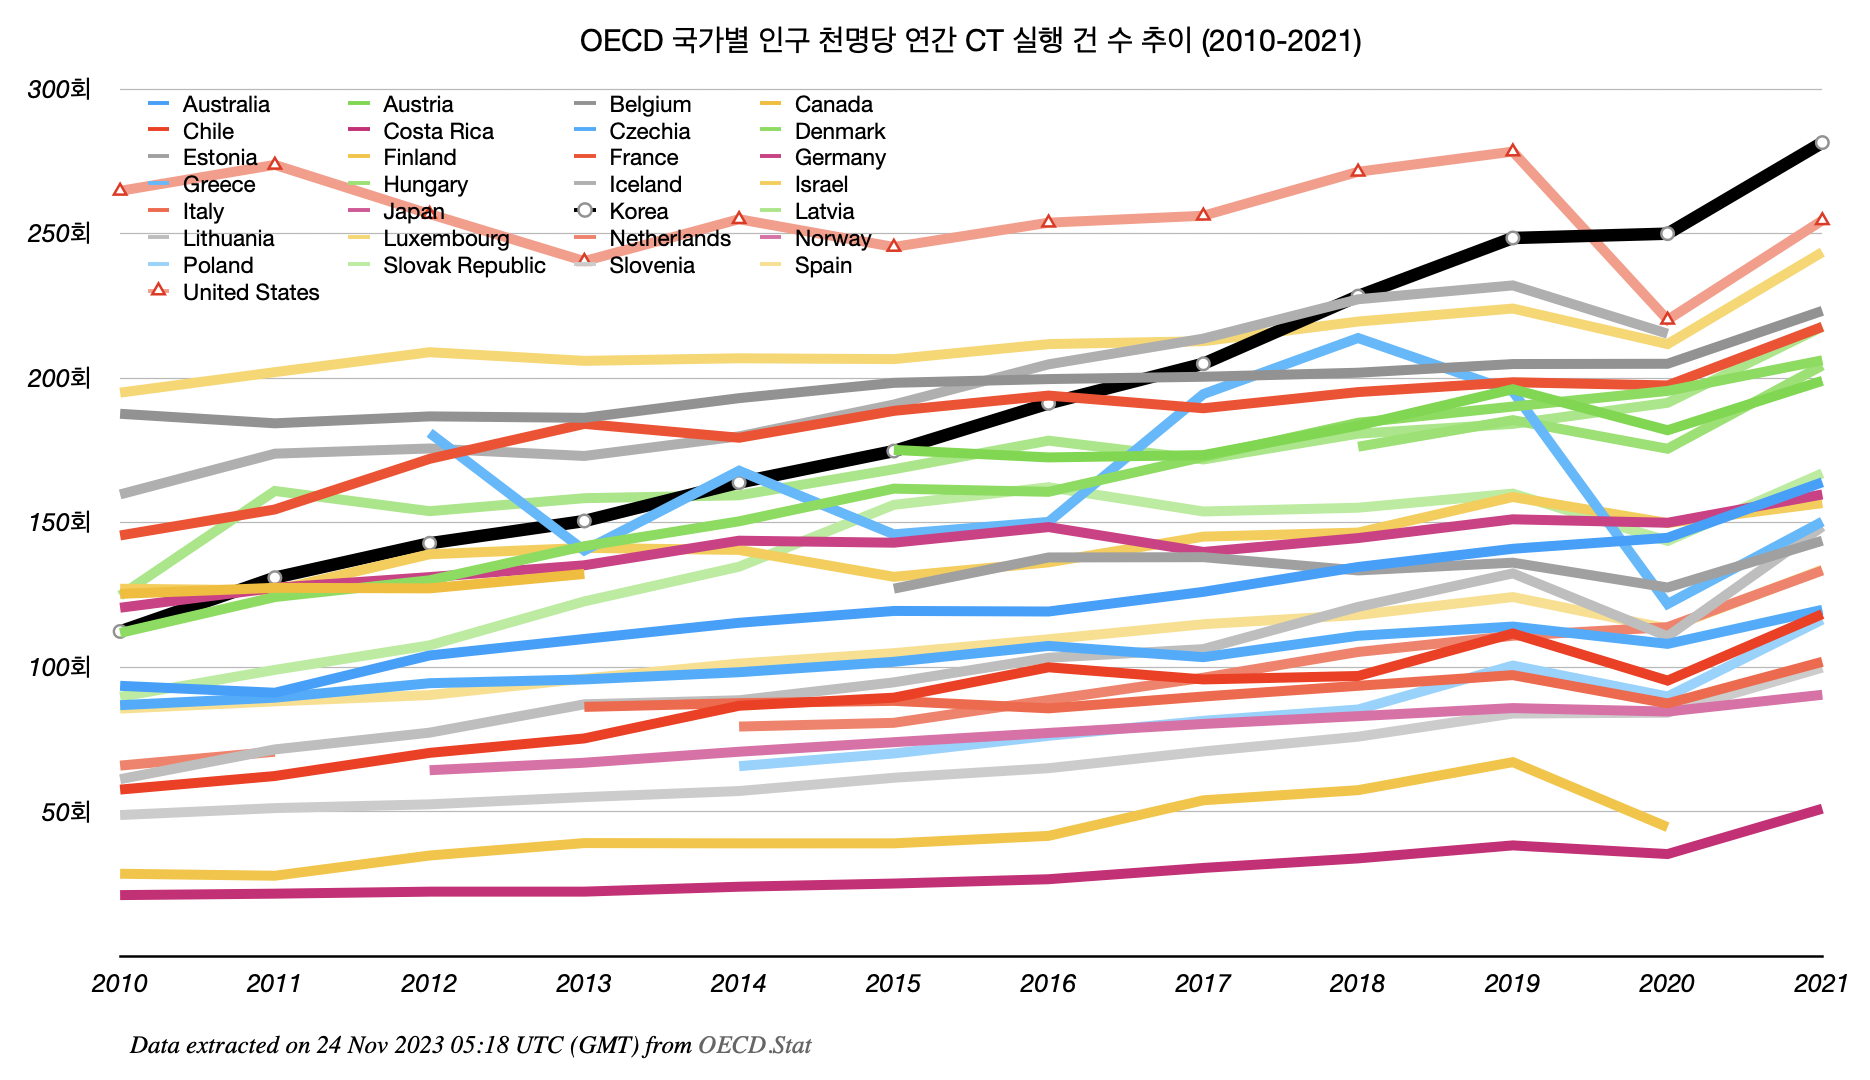 OECD 국가별 인구 천명당 연간 CT 실행 건 수 추이 (2010-2021)
300회
Australia Austria Belgium Canada
Chile Costa Rica Czechia Denmark
Estonia Finland France Germany
Greece Hungary Iceland Israel
Italy Japan Korea Latvia
250회
Lithuania Luxembourg Netherlands Norway
Poland Slovak Republic Slovenia Spain
United States
200회
150회
100회
50회
2010 2011 2012 2013 2014 2015 2016 2017 2018 2019 2020 2021
Data extracted on 24 Nov 2023 05:18 UTC (GMT) from OECD.Stat